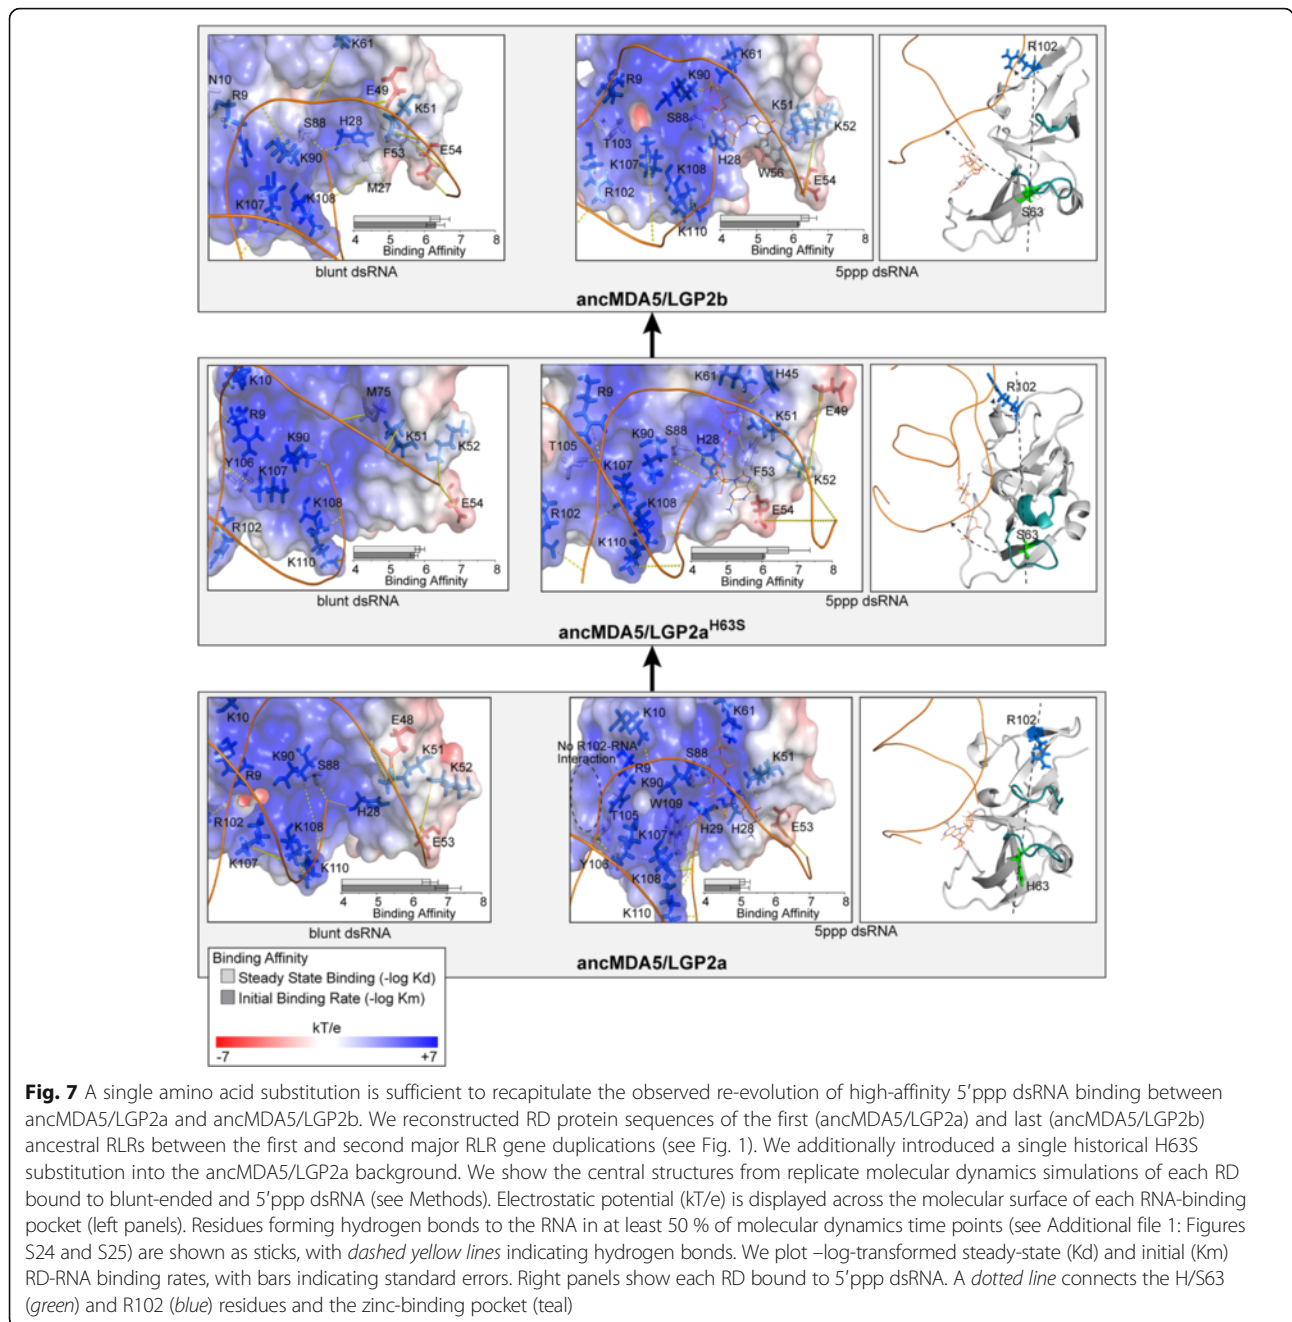 K61
N10
R9
E49
K51
S88
H28
K90
F53
E54
M27
K107
K108
4 5 6 7 8
Binding Affinity
blunt dsRNA
K61
K90
R9
S88
K51
K52
T103
K107
H28
R102
K108
W56
E54
K110
4 5 6 7 8
Binding Affinity
R102
S63
5ppp dsRNA
ancMDA5/LGP2b
K10
M75
R9
K90
K51
K52
Y106
K107
K108
E54
R102
K110
4 5 6 7 8
Binding Affinity
blunt dsRNA
K61
H45
R9
E49
K51
S88
K90
H28
T105
K107
F53
K52
K108
E54
R102
K110
4 5 6 7 8
Binding Affinity
R102
S63
5ppp dsRNA
ancMDA5/LGP2aH63S
K10
E48
K90
K51
R9
S88
K52
H28
R102
K108
E53
K107
K110
4 5 6 7 8
Binding Affinity
blunt dsRNA
K10
K61
No R102-RNA
Interaction
S88
R9
K51
K90
W109
T105
K107
H29
H28
E53
Y106
K108
K110
4 5 6 7 8
Binding Affinity
R102
H63
5ppp dsRNA
ancMDA5/LGP2a
Binding Affinity
Steady State Binding (-log Kd)
Initial Binding Rate (-log Km)
kT/e
-7 +7
Fig. 7 A single amino acid substitution is sufficient to recapitulate the observed re-evolution of high-affinity 5′ppp dsRNA binding between
ancMDA5/LGP2a and ancMDA5/LGP2b. We reconstructed RD protein sequences of the first (ancMDA5/LGP2a) and last (ancMDA5/LGP2b)
ancestral RLRs between the first and second major RLR gene duplications (see Fig. 1). We additionally introduced a single historical H63S
substitution into the ancMDA5/LGP2a background. We show the central structures from replicate molecular dynamics simulations of each RD
bound to blunt-ended and 5′ppp dsRNA (see Methods). Electrostatic potential (kT/e) is displayed across the molecular surface of each RNA-binding
pocket (left panels). Residues forming hydrogen bonds to the RNA in at least 50 % of molecular dynamics time points (see Additional file 1: Figures
S24 and S25) are shown as sticks, with dashed yellow lines indicating hydrogen bonds. We plot –log-transformed steady-state (Kd) and initial (Km)
RD-RNA binding rates, with bars indicating standard errors. Right panels show each RD bound to 5′ppp dsRNA. A dotted line connects the H/S63
(green) and R102 (blue) residues and the zinc-binding pocket (teal)